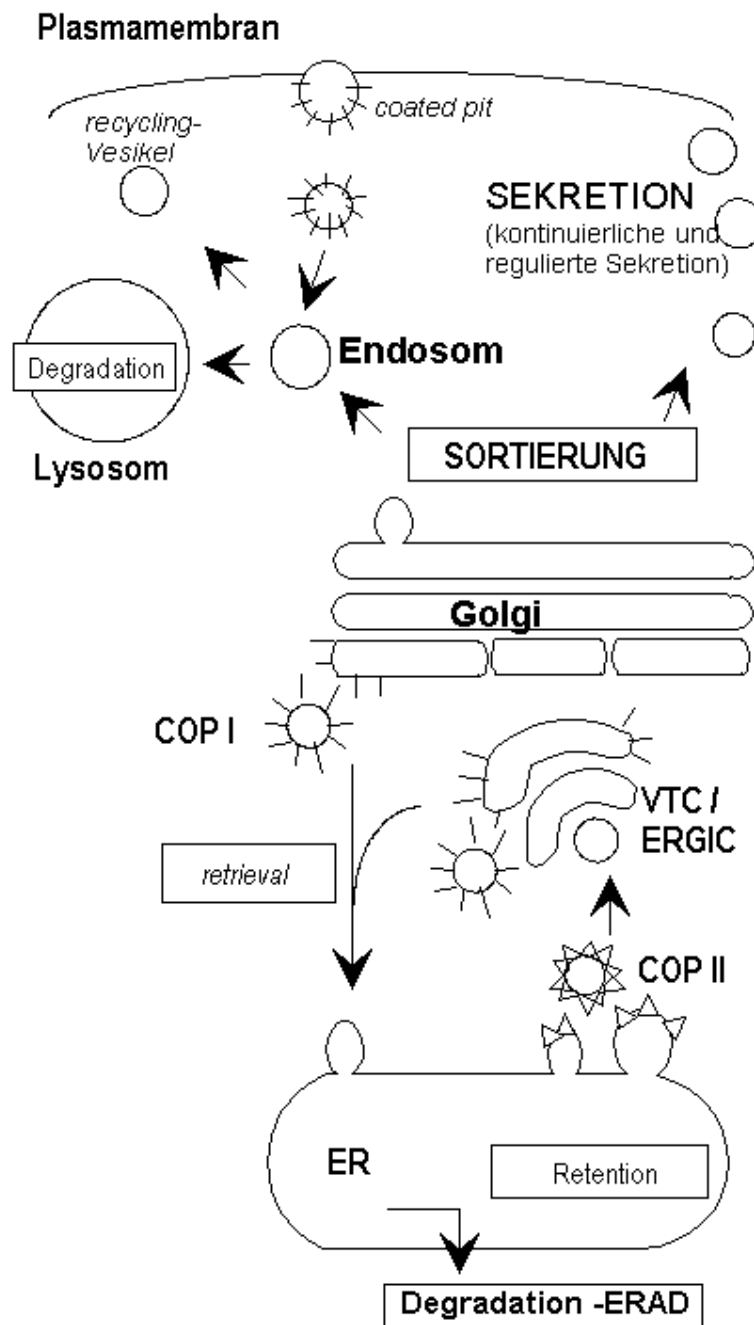 Plasmamembran
recycling-
Vesikel
coated pit
SEKRETION
(kontinuierliche und
regulierte Sekretion)
Endosom
Degradation
Lysosom
SORTIERUNG
Golgi
COP I
VTC /
ERGIC
retrieval
COP II
ER
Retention
Degradation -ERAD